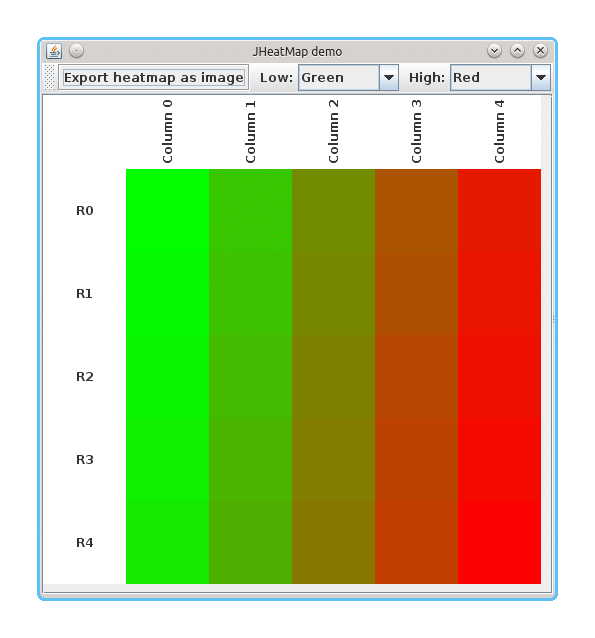 JHeatMap demo
Export heatmap as image Low: Green High: Red
Column 0 Column 1 Column 2 Column 3 Column 4
R0
R1
R2
R3
R4